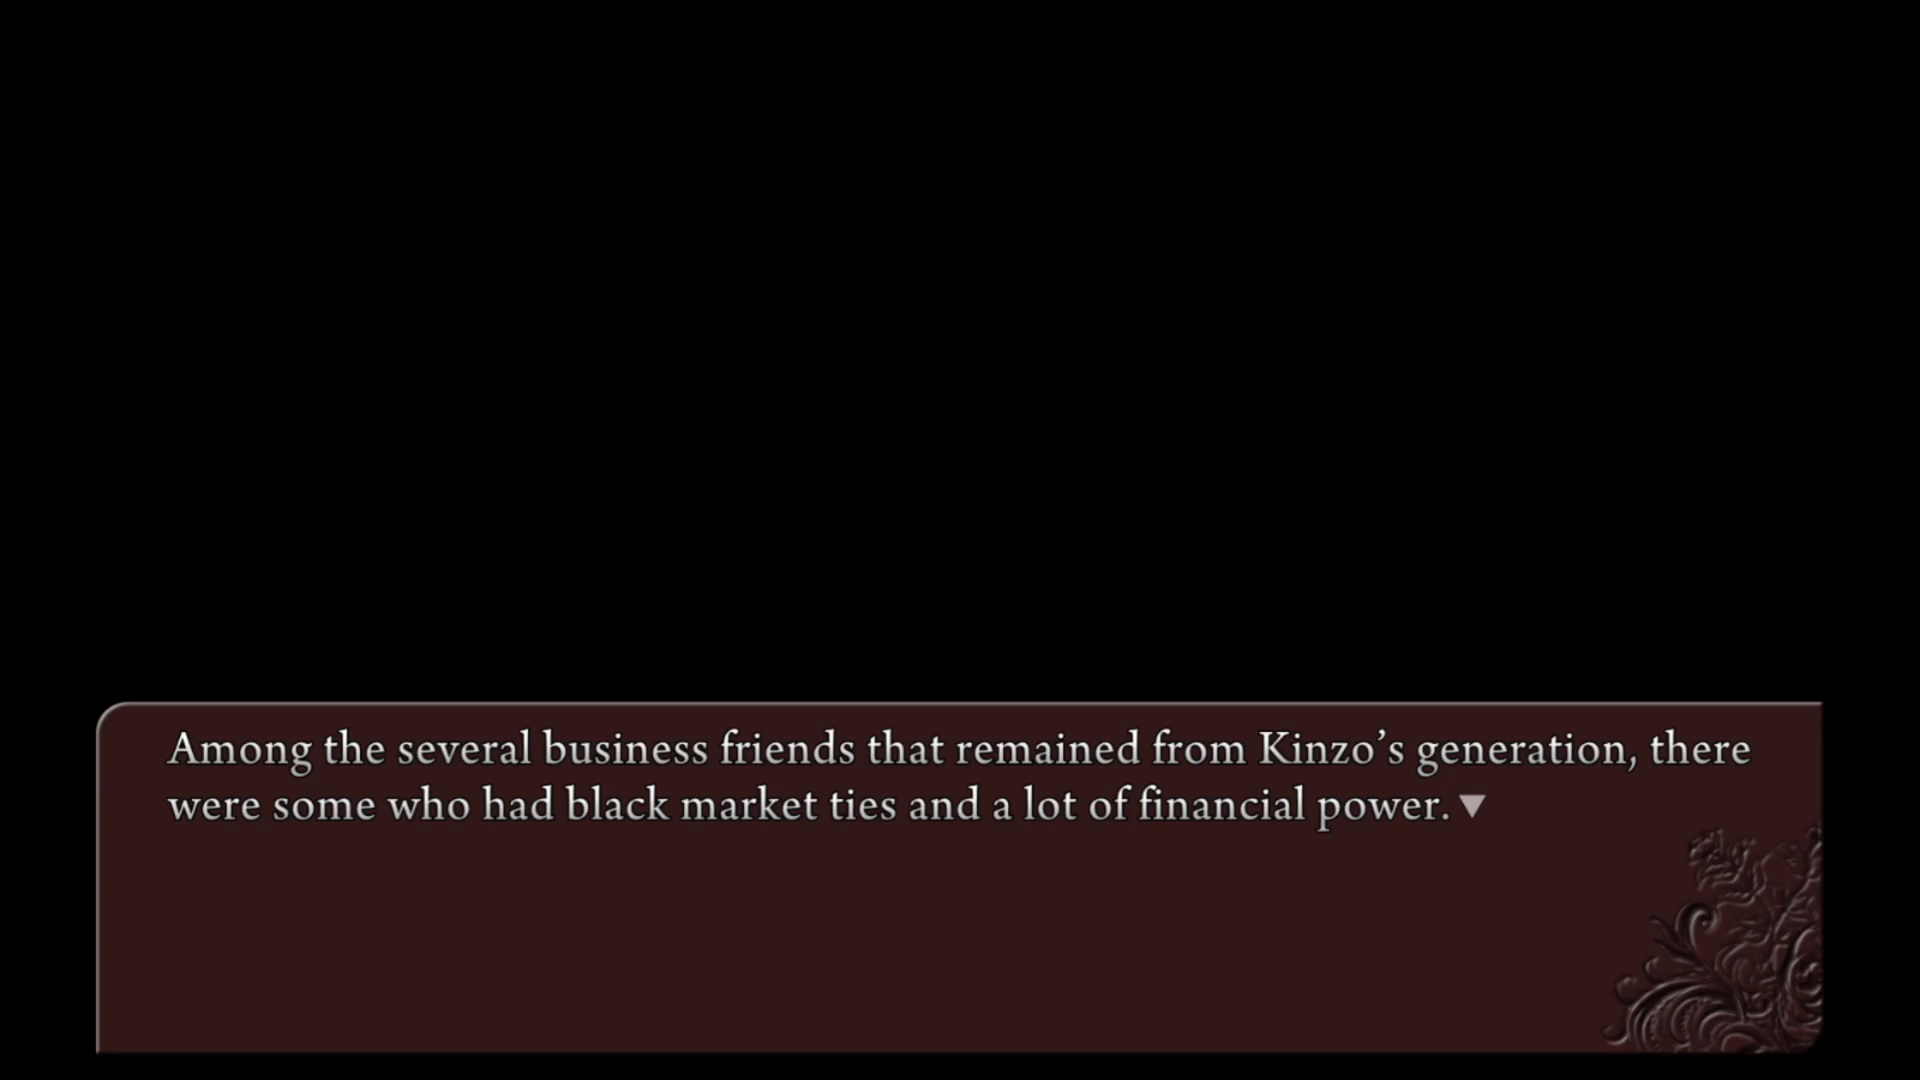 Among the several business friends that remained from Kinzo’s generation, there
were some who had black market ties and a lot of financial power.